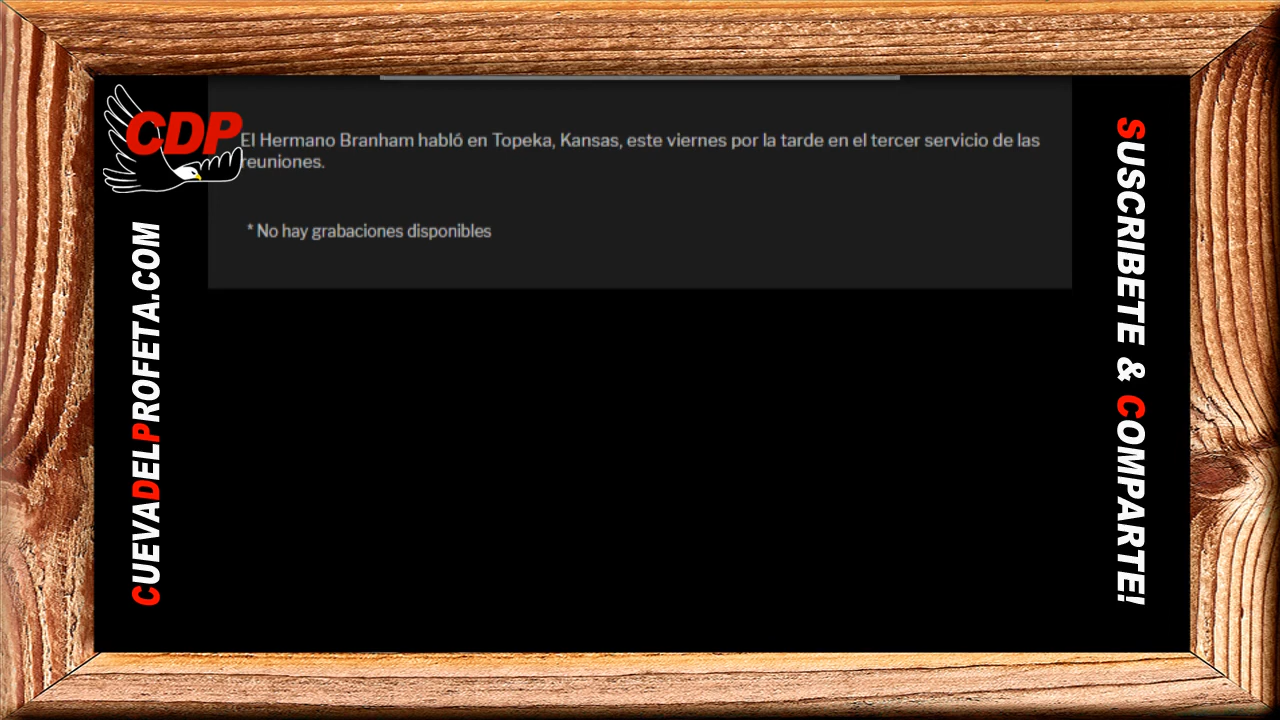 CDP
El Hermano Branham habló en Topeka, Kansas, este viernes por la tarde en el tercer servicio de las
reuniones.
* No hay grabaciones disponibles
CUEVADELPROFETA.COM
SUSCRIBETE & COMPARTE!